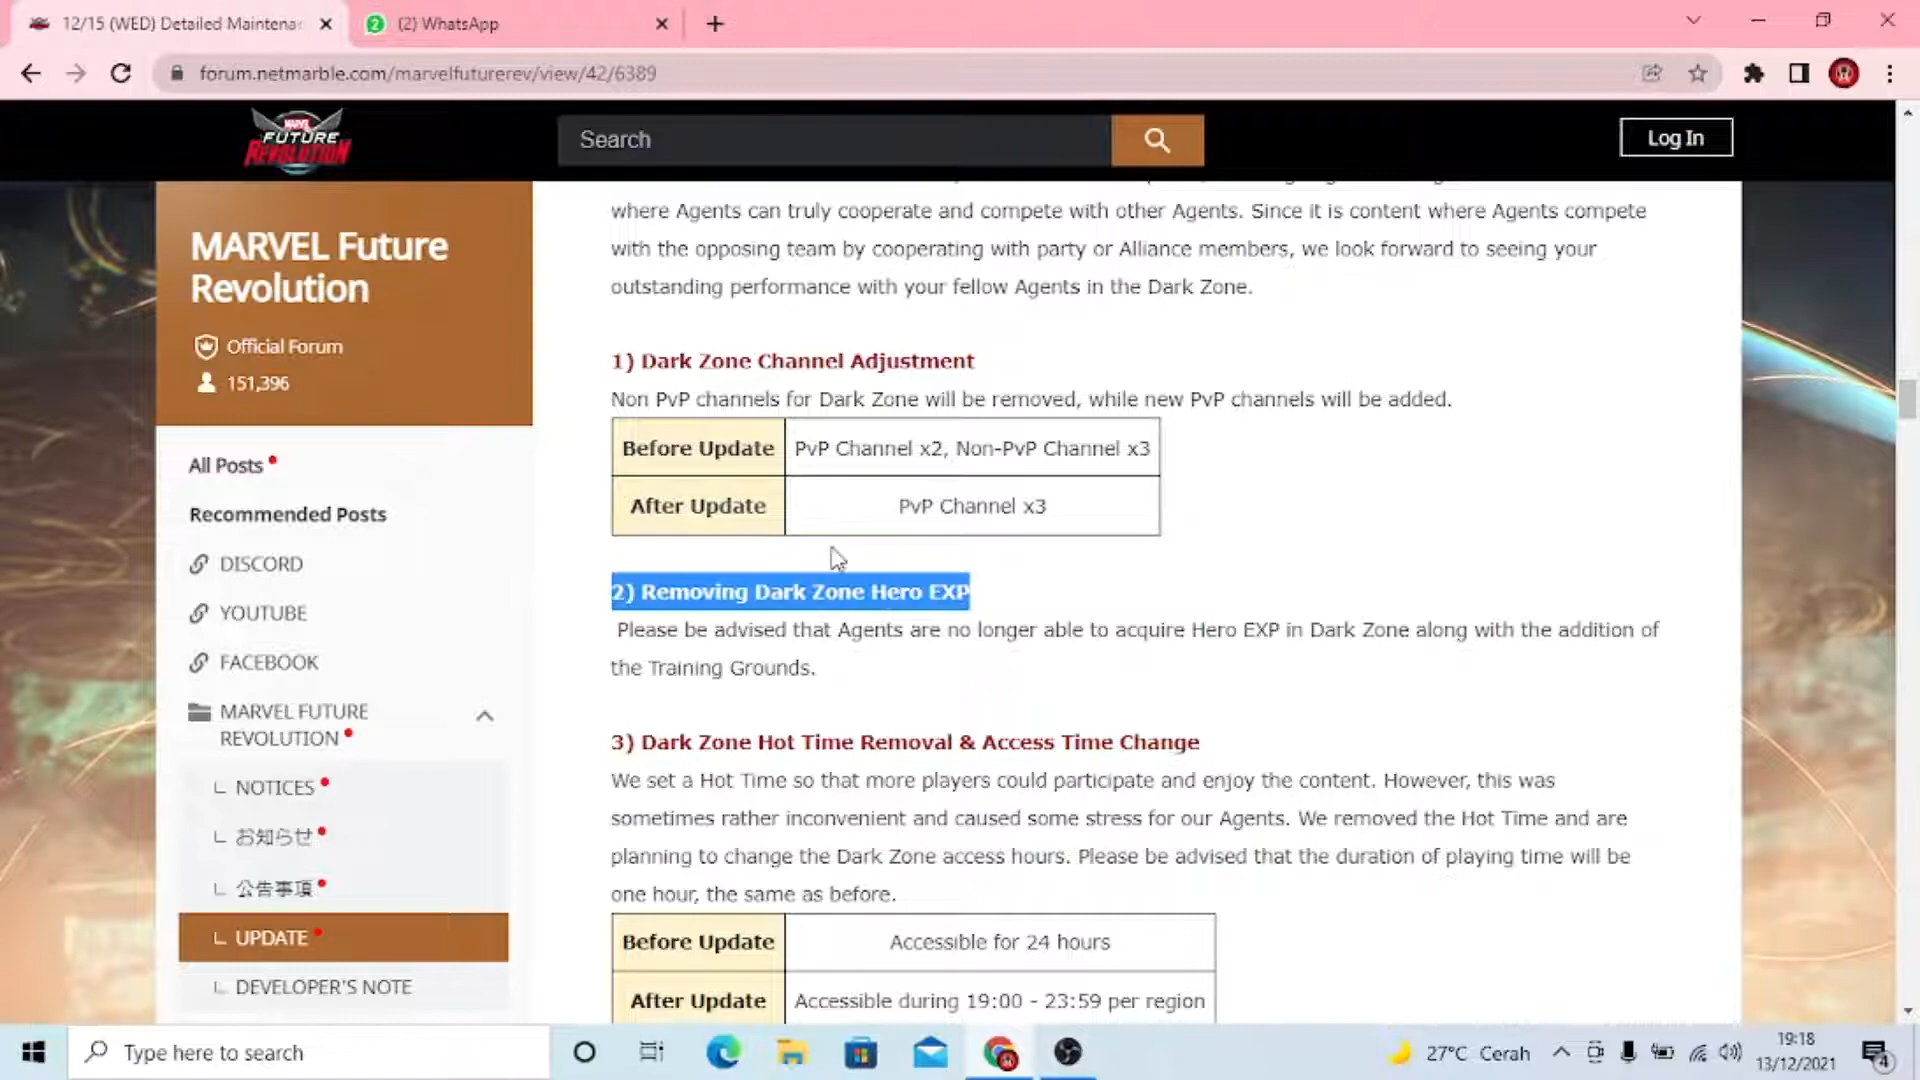 12/15 (WED) Detailed Maintenan
(2) WhatsApp
forum.netmarble.com/marvelfuturerev/view/42/6389
MARVEL
FUTURE
REVOLUTION
Search
Log In
MARVEL Future
Revolution
Official Forum
151,396
All Posts
Recommended Posts
DISCORD
YOUTUBE
FACEBOOK
MARVEL FUTURE
REVOLUTION
NOTICES
お知らせ
公告事項
UPDATE
DEVELOPER'S NOTE
where Agents can truly cooperate and compete with other Agents. Since it is content where Agents compete
with the opposing team by cooperating with party or Alliance members, we look forward to seeing your
outstanding performance with your fellow Agents in the Dark Zone.
1) Dark Zone Channel Adjustment
Non PvP channels for Dark Zone will be removed, while new PvP channels will be added.
Before Update PvP Channel x2, Non-PvP Channel x3
After Update PvP Channel x3
2) Removing Dark Zone Hero EXP
Please be advised that Agents are no longer able to acquire Hero EXP in Dark Zone along with the addition of
the Training Grounds.
3) Dark Zone Hot Time Removal & Access Time Change
We set a Hot Time so that more players could participate and enjoy the content. However, this was
sometimes rather inconvenient and caused some stress for our Agents. We removed the Hot Time and are
planning to change the Dark Zone access hours. Please be advised that the duration of playing time will be
one hour, the same as before.
Before Update Accessible for 24 hours
After Update Accessible during 19:00 - 23:59 per region
Type here to search
27°C Cerah
19:18
13/12/2021
4